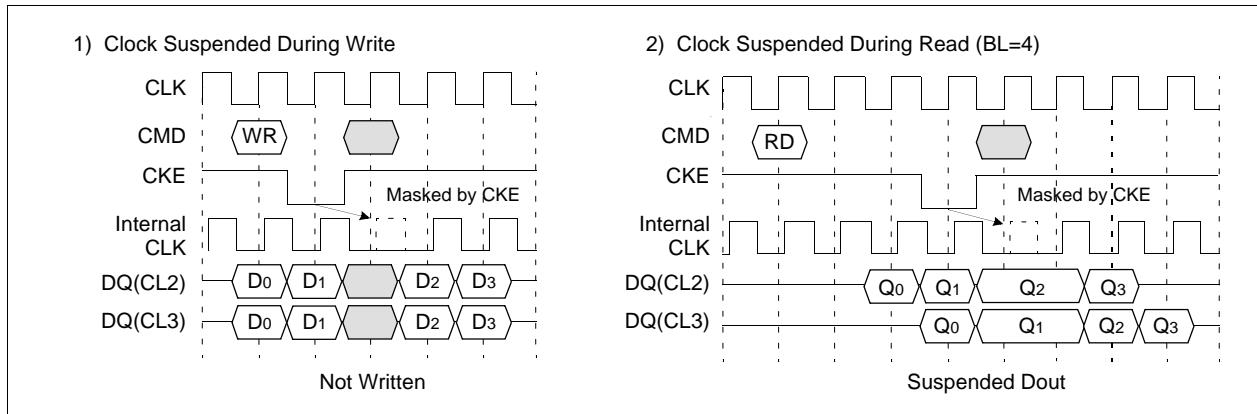 1) Clock Suspended During Write
CLK
CMD
WR
CKE
Masked by CKE
Internal
CLK
DQ(CL2)
D0 D1 D2 D3
DQ(CL3)
D0 D1 D2 D3
Not Written
2) Clock Suspended During Read (BL=4)
CLK
CMD
RD
CKE
Masked by CKE
Internal
CLK
DQ(CL2)
Q0 Q1 Q2 Q3
DQ(CL3)
Q0 Q1 Q2 Q3
Suspended Dout